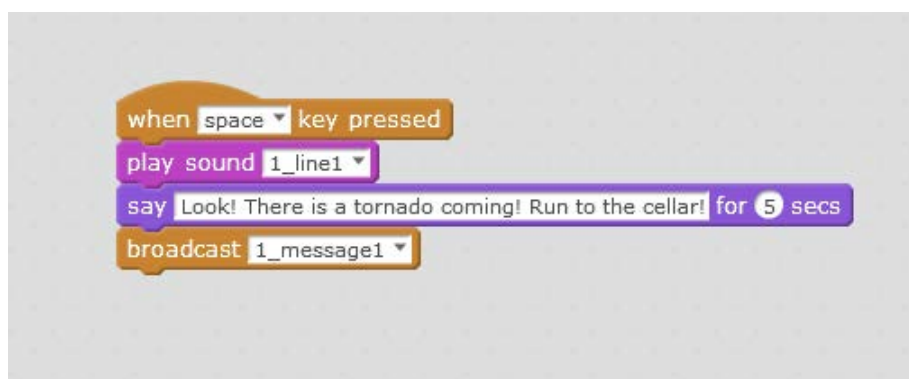 when space key pressed
play sound 1_line1
say Look! There is a tornado coming! Run to the cellar! for 5 secs
broadcast 1_message1